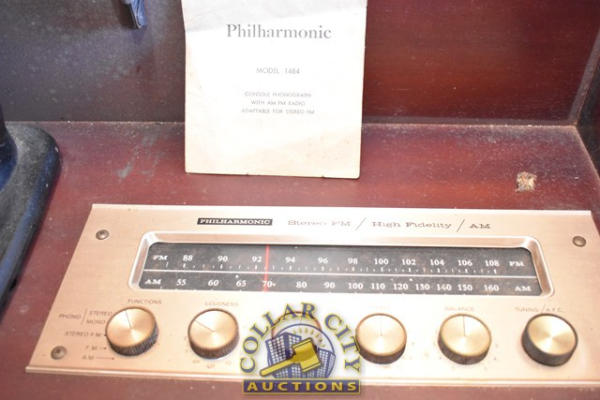 Philharmonic
MODEL 1484
CONSOLE PHONOGRAPH
WITH AM FM RADIO
ADAPTABLE FOR STEREO FM
PHILHARMONIC Stereo FM / High Fidelity / AM
FM 88 90 92 94 96 98 100 102 104 106 108 FM
AM 55 60 65 70 80 90 100 120 130 150 160 AM
FUNCTIONS LOUDNESS BALANCE TUNING / A.F.C.
PHONO STEREO
MONO
STEREO FM
FM
AM
COLLAR CITY
AUCTIONS